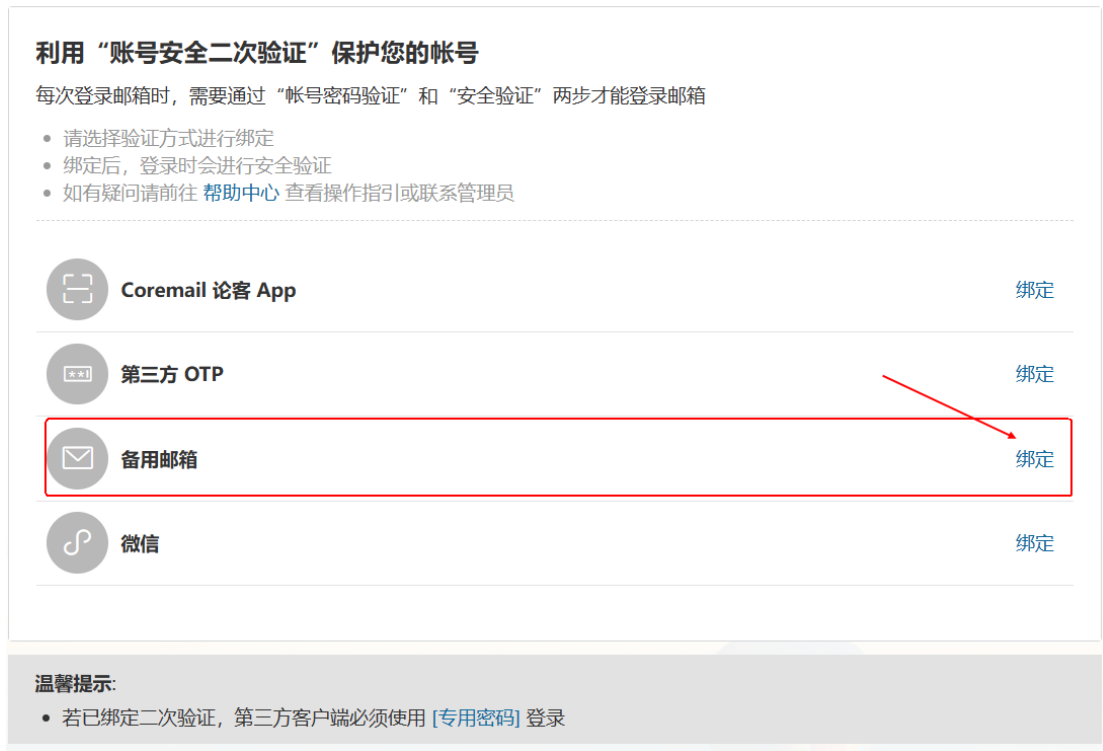 利用“账号安全二次验证”保护您的帐号
每次登录邮箱时，需要通过“帐号密码验证”和“安全验证”两步才能登录邮箱
• 请选择验证方式进行绑定
• 绑定后，登录时会进行安全验证
• 如有疑问请前往 帮助中心 查看操作指引或联系管理员
Coremail 论客 App 绑定
第三方 OTP 绑定
备用邮箱 绑定
微信 绑定
温馨提示:
• 若已绑定二次验证，第三方客户端必须使用 [专用密码] 登录